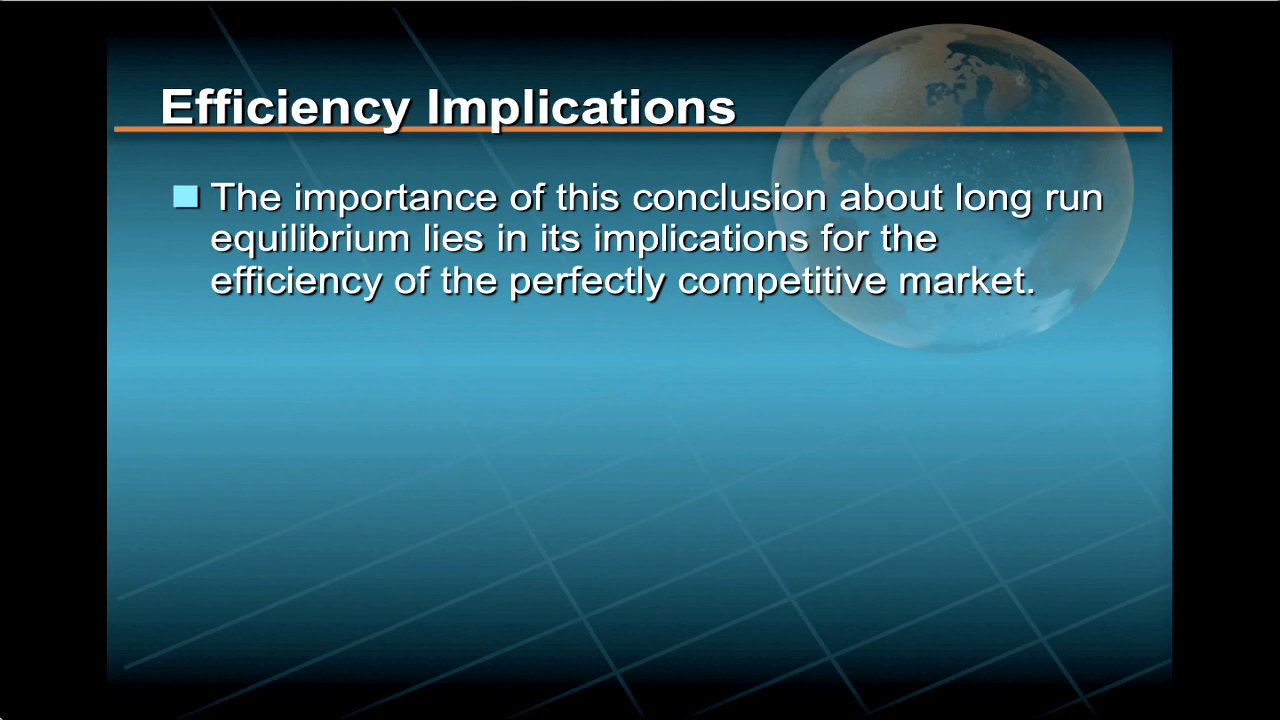 Efficiency Implications
The importance of this conclusion about long run
equilibrium lies in its implications for the
efficiency of the perfectly competitive market.